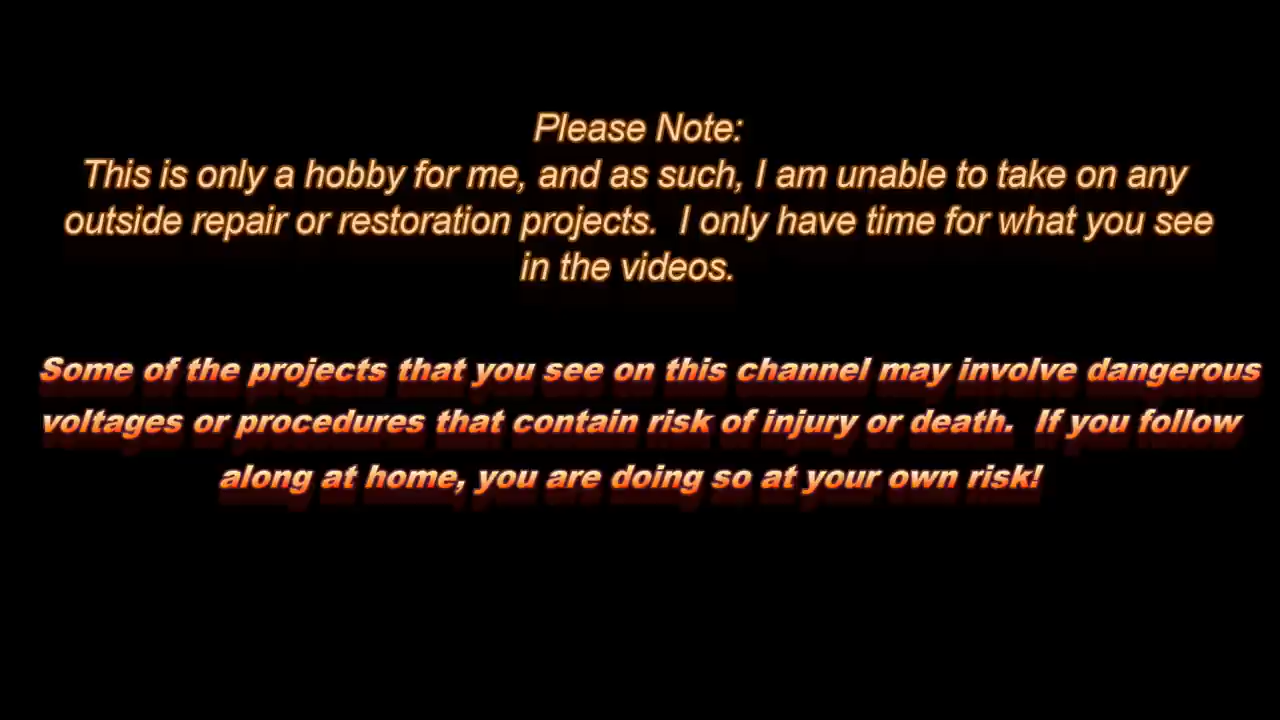 Please Note:
This is only a hobby for me, and as such, I am unable to take on any
outside repair or restoration projects.  I only have time for what you see
in the videos.
Some of the projects that you see on this channel may involve dangerous
voltages or procedures that contain risk of injury or death.  If you follow
along at home, you are doing so at your own risk!